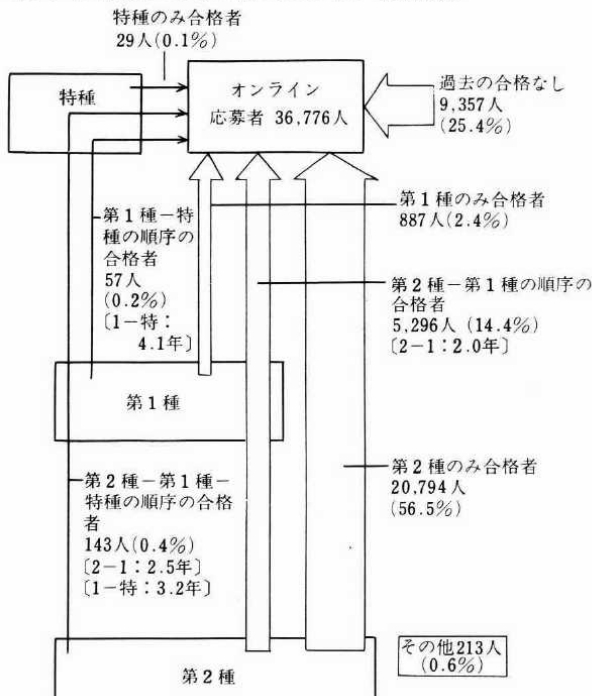 特種のみ合格者
29人(0.1%)
特種
オンライン
応募者 36,776人
過去の合格なし
9,357人
(25.4%)
第1種のみ合格者
887人(2.4%)
第1種－特
種の順序の
合格者
57人
(0.2%)
〔1－特：
4.1年〕
第2種－第1種の順序の
合格者
5,296人 (14.4%)
〔2－1：2.0年〕
第1種
第2種のみ合格者
20,794人
(56.5%)
第2種－第1種－
特種の順序の合格
者
143人(0.4%)
〔2－1：2.5年〕
〔1－特：3.2年〕
その他213人
(0.6%)
第2種